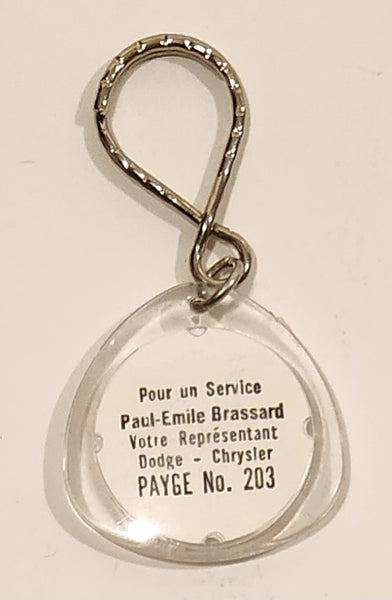 Pour un Service
Paul-Emile Brassard
Votre Représentant
Dodge - Chrysler
PAYGE No. 203